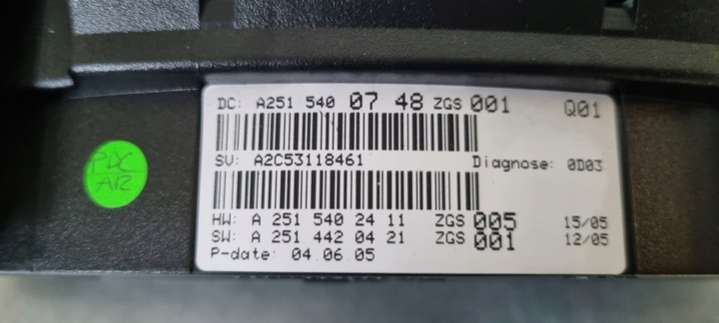 DC: A251 540 07 48 ZGS 001 Q01
SV: A2C53118461 Diagnose: 0D03
HW: A 251 540 24 11 ZGS 005 15/05
SW: A 251 442 04 21 ZGS 001 12/05
P-date: 04.06.05
PDC